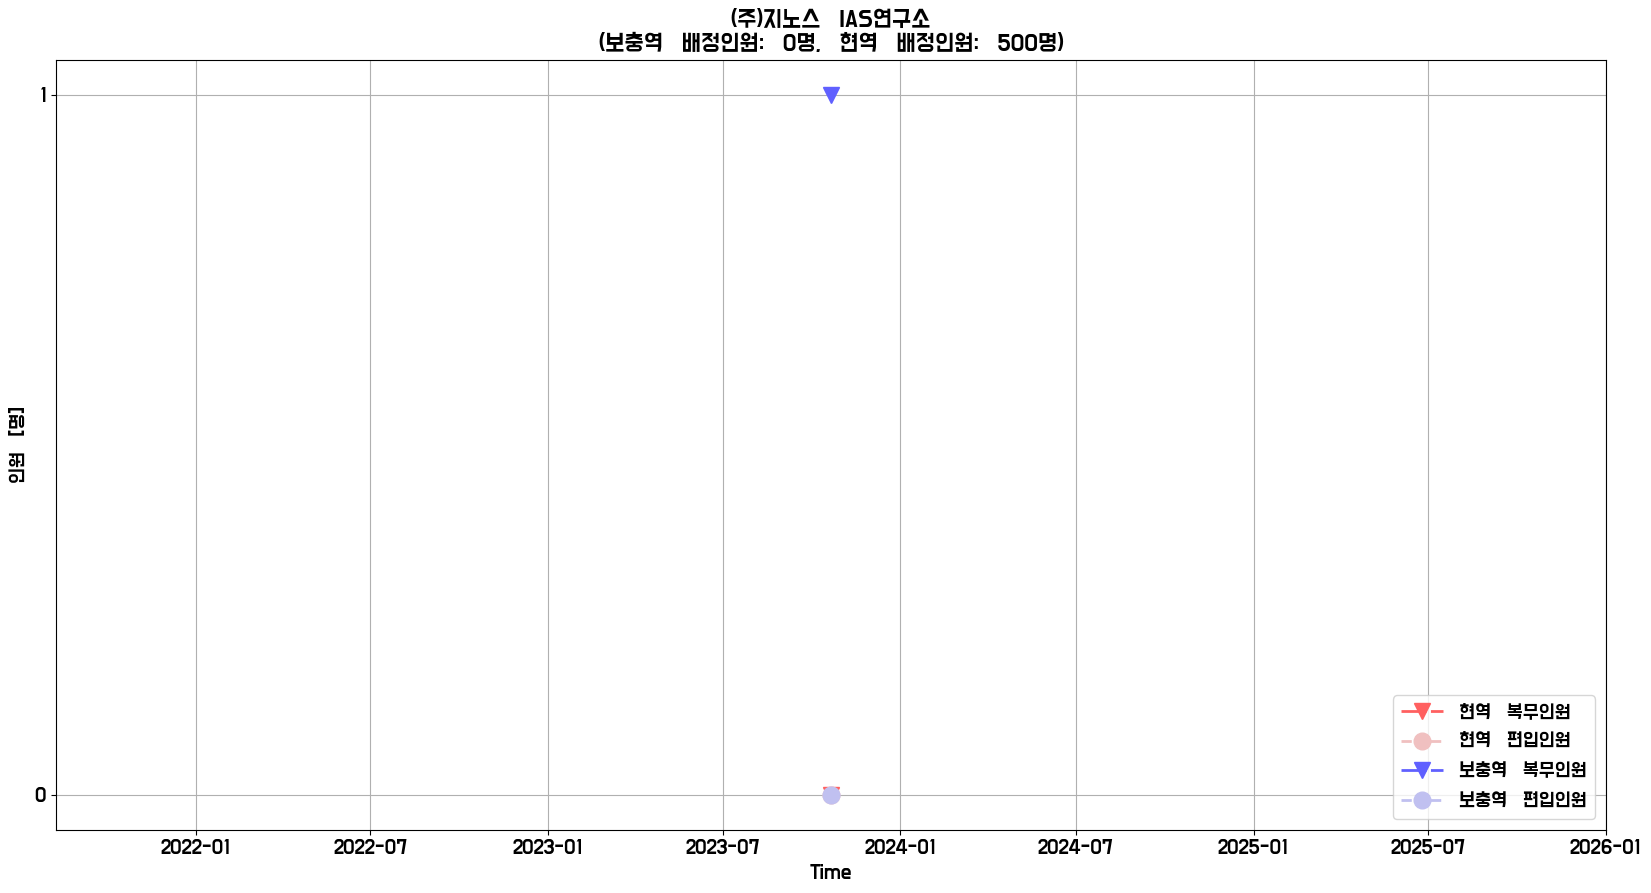 (주)지노스 IAS연구소
(보충역 배정인원: 0명, 현역 배정인원: 500명)
1
0
인원 [명]
현역 복무인원
현역 편입인원
보충역 복무인원
보충역 편입인원
2022-01 2022-07 2023-01 2023-07 2024-01 2024-07 2025-01 2025-07 2026-01
Time